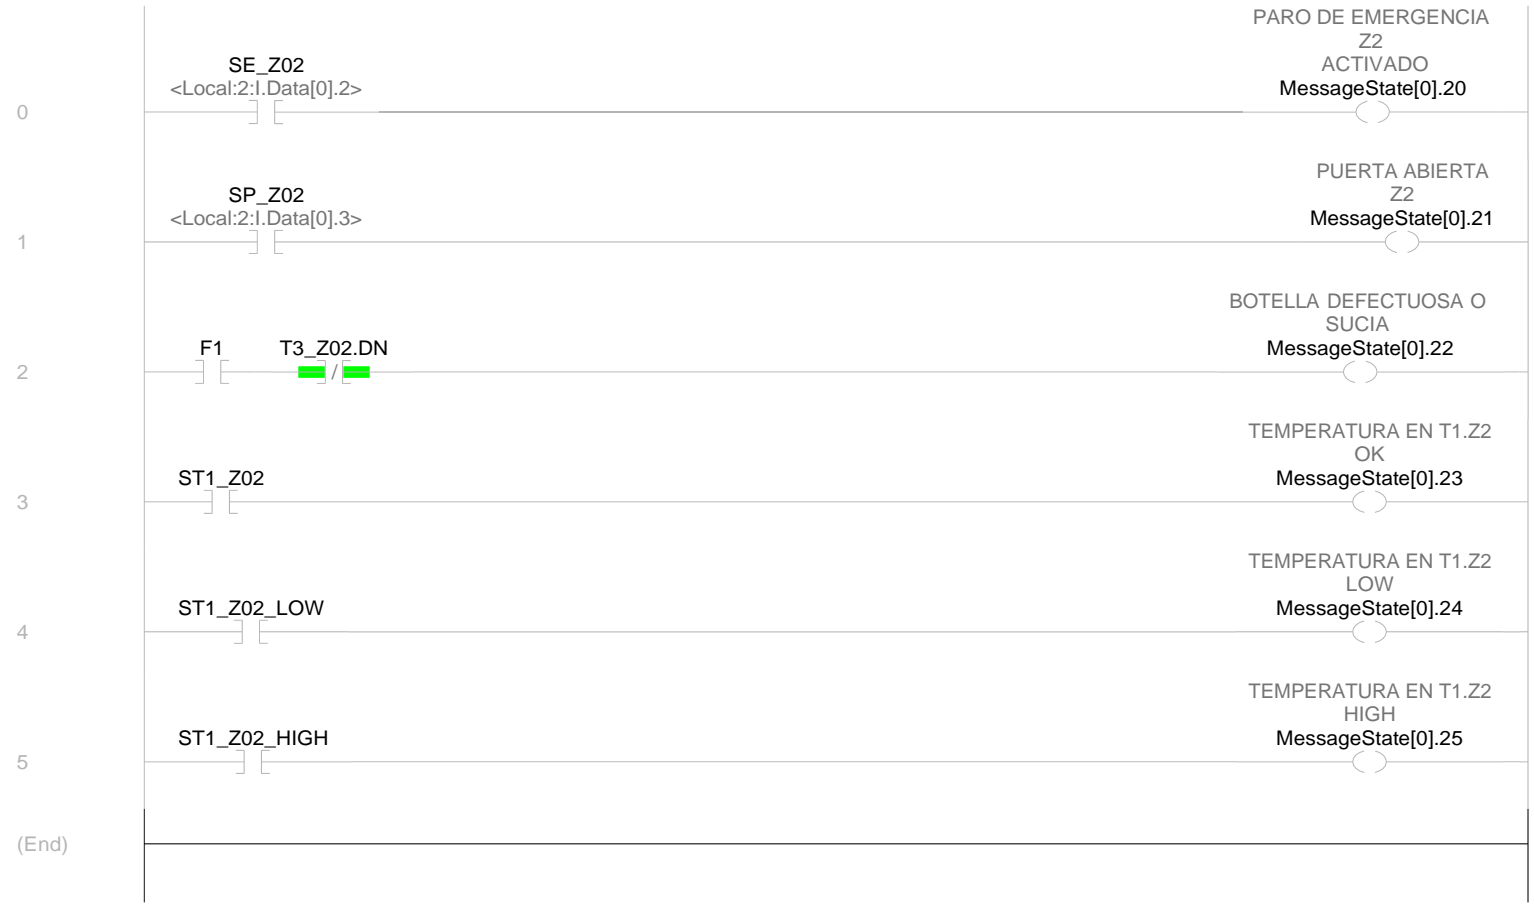 PARO DE EMERGENCIA
Z2
ACTIVADO
SE_Z02
<Local:2:I.Data[0].2>
MessageState[0].20
0
PUERTA ABIERTA
Z2
SP_Z02
<Local:2:I.Data[0].3>
MessageState[0].21
1
BOTELLA DEFECTUOSA O
SUCIA
F1
T3_Z02.DN
MessageState[0].22
2
/
TEMPERATURA EN T1.Z2
OK
ST1_Z02
MessageState[0].23
3
TEMPERATURA EN T1.Z2
LOW
ST1_Z02_LOW
MessageState[0].24
4
TEMPERATURA EN T1.Z2
HIGH
ST1_Z02_HIGH
MessageState[0].25
5
(End)